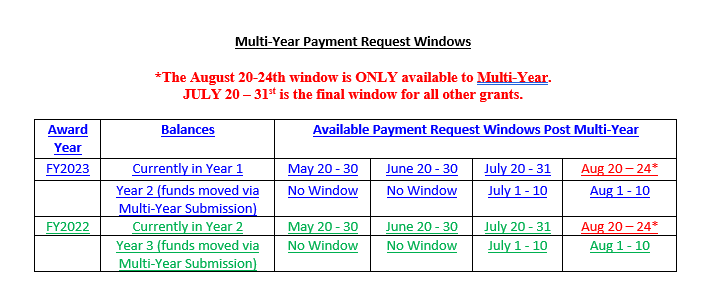 Multi-Year Payment Request Windows
*The August 20-24th window is ONLY available to Multi-Year.
JULY 20 – 31st is the final window for all other grants.
Award Year Balances Available Payment Request Windows Post Multi-Year
FY2023 Currently in Year 1 May 20 - 30 June 20 - 30 July 20 - 31 Aug 20 – 24*
Year 2 (funds moved via Multi-Year Submission) No Window No Window July 1 - 10 Aug 1 - 10
FY2022 Currently in Year 2 May 20 - 30 June 20 - 30 July 20 - 31 Aug 20 – 24*
Year 3 (funds moved via Multi-Year Submission) No Window No Window July 1 - 10 Aug 1 - 10